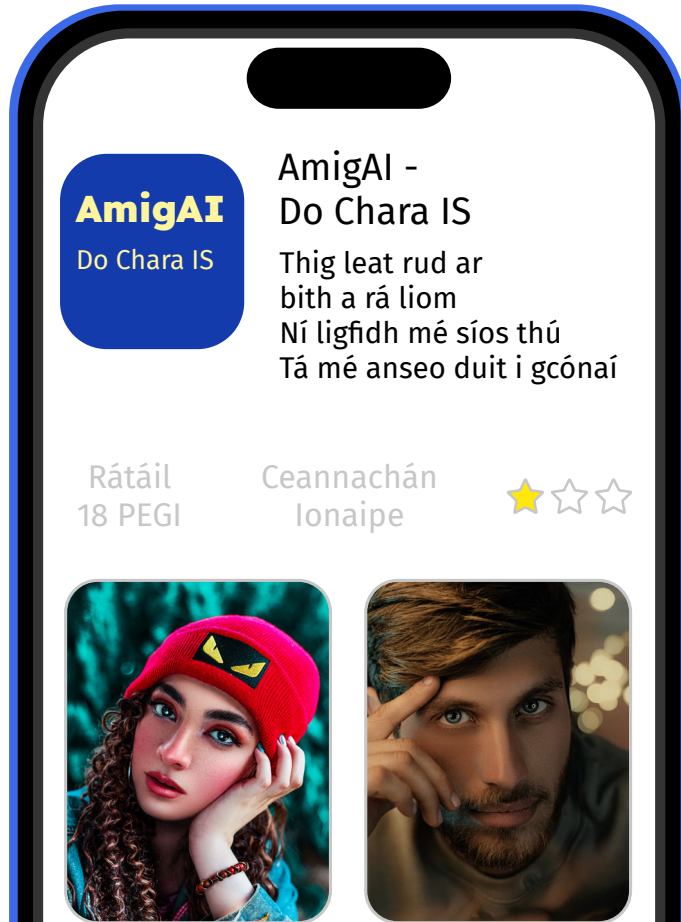 AmigAI
Do Chara IS
AmigAI -
Do Chara IS
Thig leat rud ar
bith a rá liom
Ní ligfidh mé síos thú
Tá mé anseo duit i gcónaí
Rátáil
18 PEGI
Ceannachán
Ionaipe